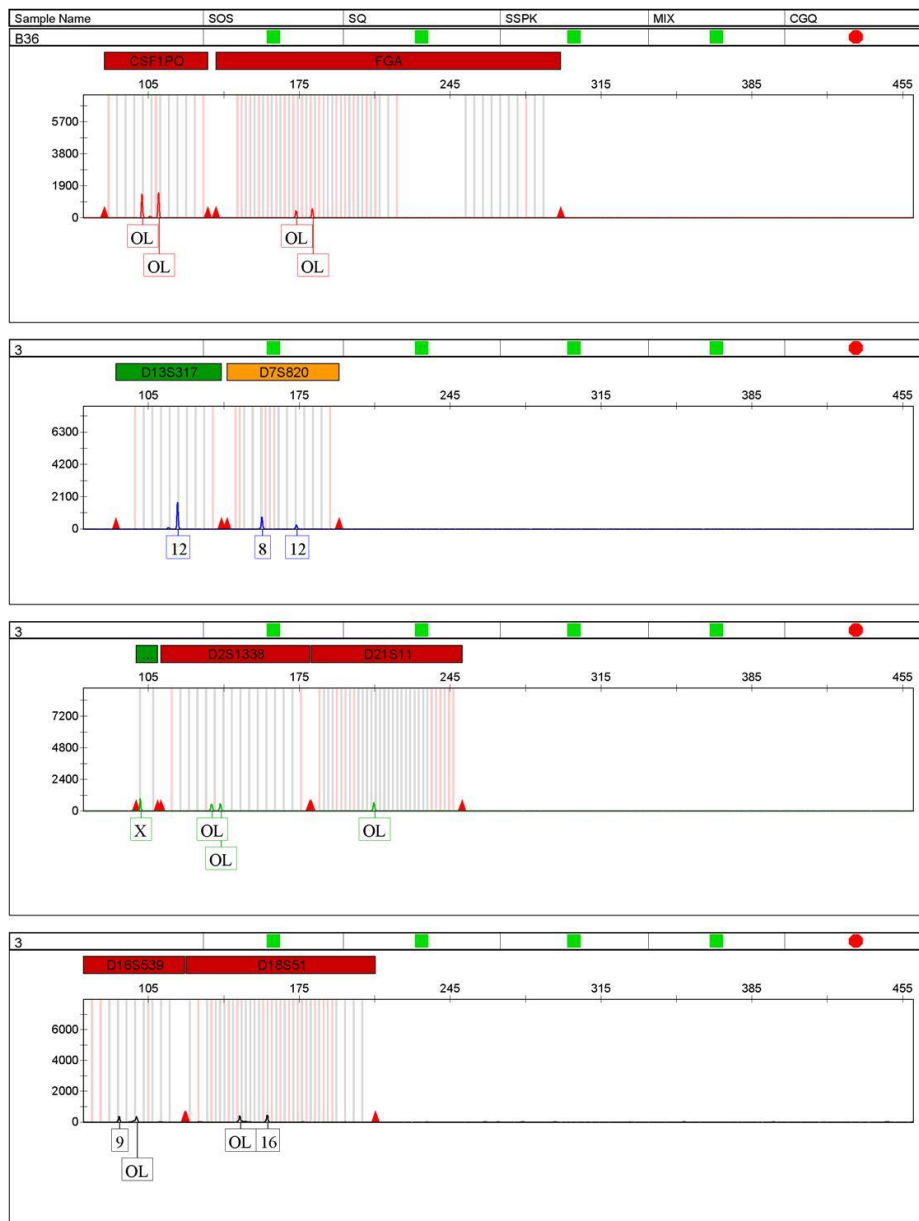 Sample Name SOS SQ SSPK MIX CGQ
B36
CSF1PO FGA
105 175 245 315 385 455
5700
3800
1900
0
OL OL
OL OL
3
D13S317 D7S820
105 175 245 315 385 455
6300
4200
2100
0
12 8 12
3
... D2S1338 D21S11
105 175 245 315 385 455
7200
4800
2400
0
X OL OL
OL
3
D16S539 D18S51
105 175 245 315 385 455
6000
4000
2000
0
9 OL 16
OL